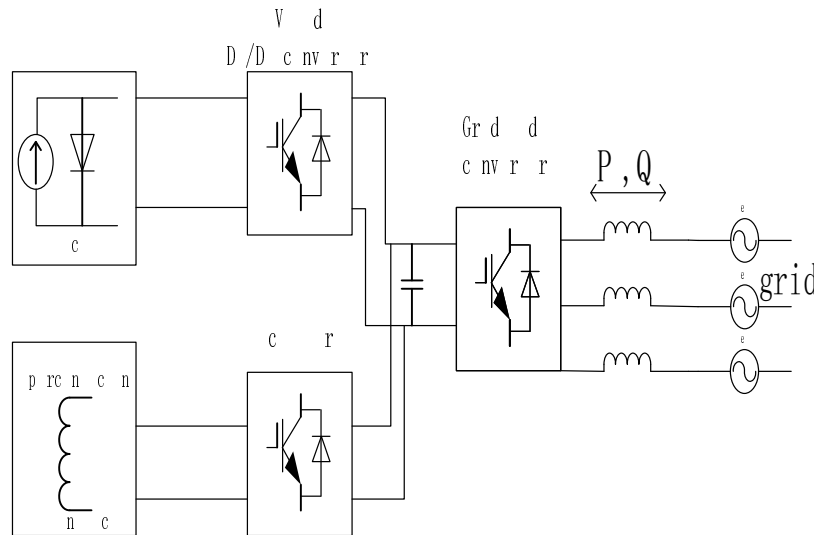 V d
D /D c nv r r
Gr d d
c nv r r
P ,Q
e
c
e
grid
e
c r
p rc n c n
n c